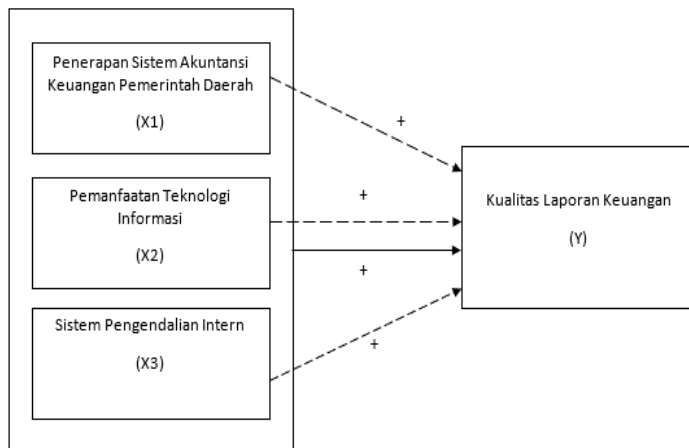 Penerapan Sistem Akuntansi
Keuangan Pemerintah Daerah
(X1)
+
Pemanfaatan Teknologi
Informasi
(X2)
+
Kualitas Laporan Keuangan
(Y)
+
Sistem Pengendalian Intern
(X3)
+